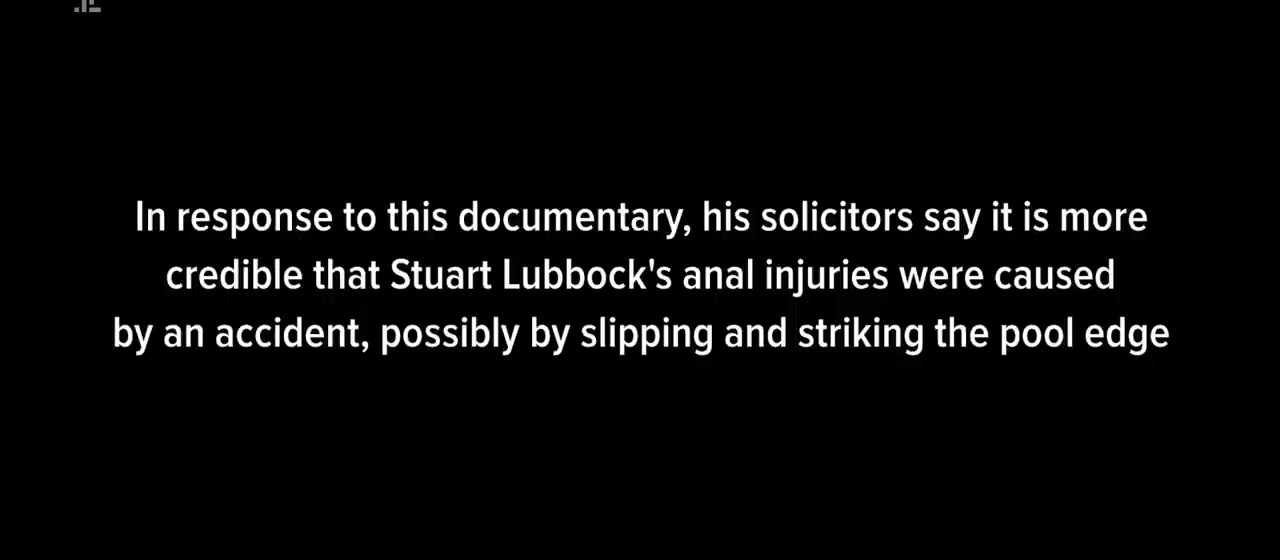 In response to this documentary, his solicitors say it is more
credible that Stuart Lubbock's anal injuries were caused
by an accident, possibly by slipping and striking the pool edge